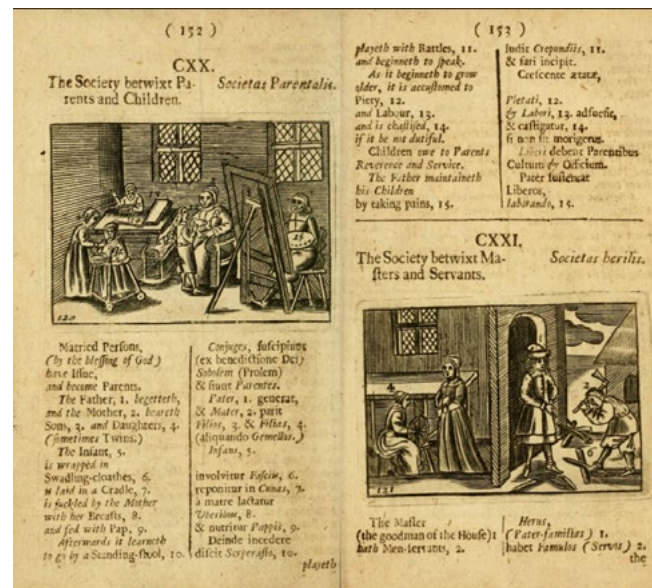 ( 152 )
CXX.
The Society betwixt Pa-
rents and Children.
Societas Parentalis.
120
Married Persons,
(by the blessing of God)
have Issue,
and become Parents.
The Father, 1. begetteth,
and the Mother, 2. beareth
Sons, 3. and Daughters, 4.
(sometimes Twins.)
The Infant, 5.
is wrapped in
Swadling-cloathes, 6.
is laid in a Cradle, 7.
is suckled by the Mother
with her Breasts, 8.
and fed with Pap, 9.
Afterwards it learneth
to go by a Standing-stool, 10.
Conjuges, suscipiunt
(ex benedictione Dei)
Sobolem (Prolem)
& fiunt Parentes.
Pater, 1. generat,
& Mater, 2. parit
Filios, 3. & Filias, 4.
(aliquando Gemellos.)
Infans, 5.
involvitur Fasciis, 6.
reponitur in Cunas, 7.
à matre lactatur
Uberibus, 8.
& nutritur Pappis, 9.
Deinde incedere
discit Serperastro, 10.
playeth
( 153 )
playeth with Rattles, 11.
and beginneth to speak.
As it beginneth to grow
older, it is accustomed to
Piety, 12.
and Labour, 13.
and is chastised, 14.
if it be not dutiful.
Children owe to Parents
Reverence and Service.
The Father maintaineth
his Children
by taking pains, 15.
ludit Crepundiis, 11.
& fari incipit.
Crescente ætate,
Pietati, 12.
& Labori, 13. adsuefit,
& castigatur, 14.
si non sit morigerus.
Liberi debent Parentibus
Cultum & Officium.
Pater sustentat
Liberos,
laborando, 15.
CXXI.
The Society betwixt Ma-
sters and Servants.
Societas herilis.
121
The Master
(the goodman of the House) 1
hath Men-servants, 2.
Herus,
(Pater-familias) 1.
habet Famulos (Servos) 2.
the